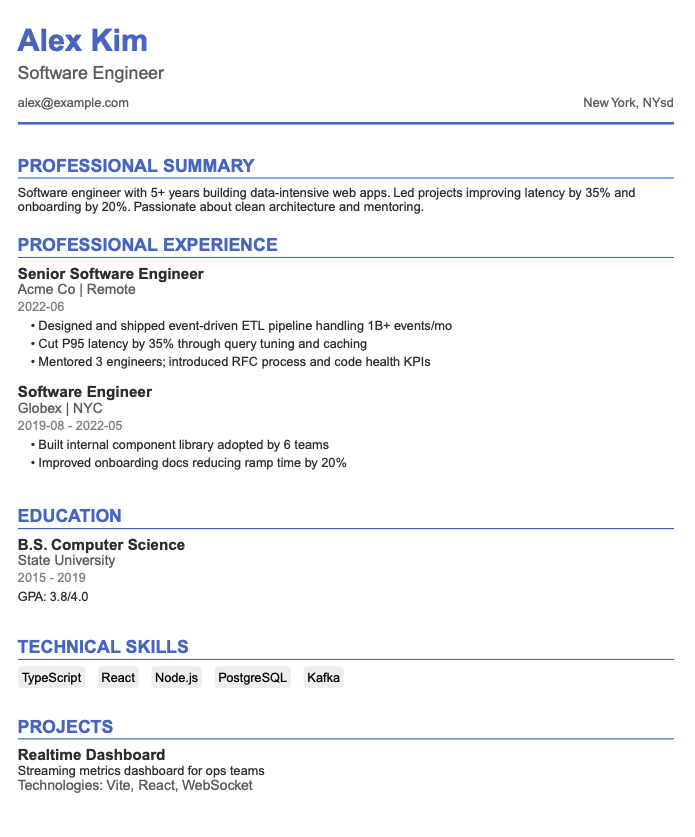 Alex Kim
Software Engineer
alex@example.com New York, NYsd
PROFESSIONAL SUMMARY
Software engineer with 5+ years building data-intensive web apps. Led projects improving latency by 35% and
onboarding by 20%. Passionate about clean architecture and mentoring.
PROFESSIONAL EXPERIENCE
Senior Software Engineer
Acme Co | Remote
2022-06
• Designed and shipped event-driven ETL pipeline handling 1B+ events/mo
• Cut P95 latency by 35% through query tuning and caching
• Mentored 3 engineers; introduced RFC process and code health KPIs
Software Engineer
Globex | NYC
2019-08 - 2022-05
• Built internal component library adopted by 6 teams
• Improved onboarding docs reducing ramp time by 20%
EDUCATION
B.S. Computer Science
State University
2015 - 2019
GPA: 3.8/4.0
TECHNICAL SKILLS
TypeScript React Node.js PostgreSQL Kafka
PROJECTS
Realtime Dashboard
Streaming metrics dashboard for ops teams
Technologies: Vite, React, WebSocket